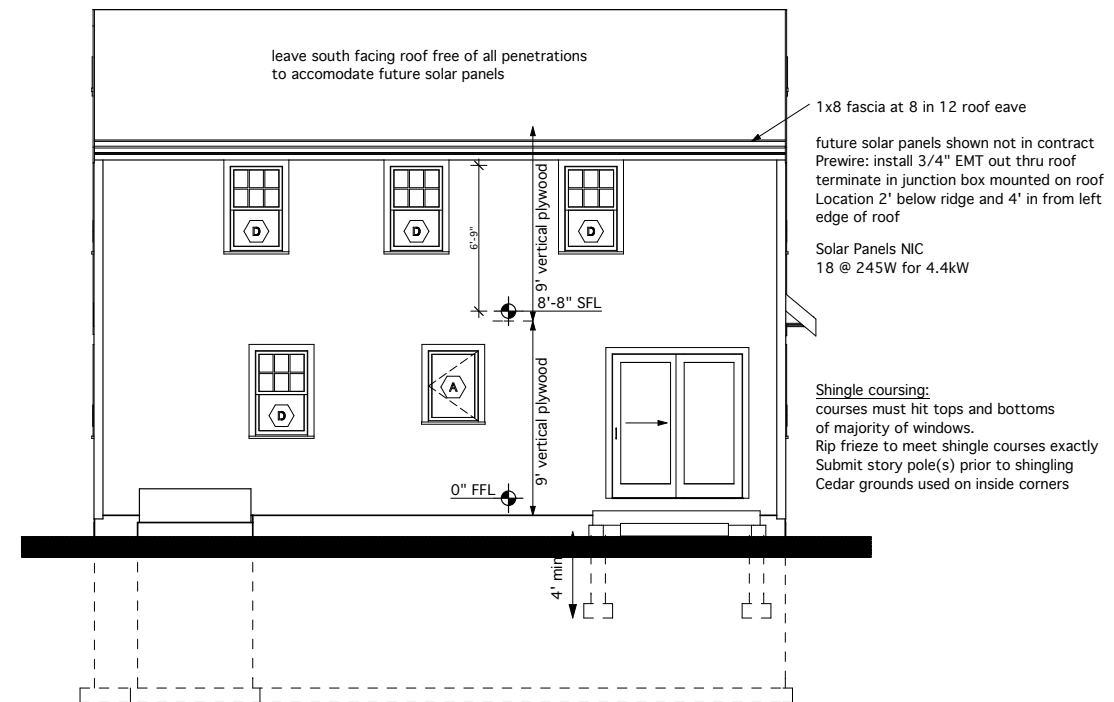 leave south facing roof free of all penetrations
to accomodate future solar panels
1x8 fascia at 8 in 12 roof eave
future solar panels shown not in contract
Prewire: install 3/4" EMT out thru roof
terminate in junction box mounted on roof
Location 2' below ridge and 4' in from left
edge of roof
Solar Panels NIC
18 @ 245W for 4.4kW
D
D
D
6'-9"
9' vertical plywood
8'-8" SFL
D
A
9' vertical plywood
Shingle coursing:
courses must hit tops and bottoms
of majority of windows.
Rip frieze to meet shingle courses exactly
Submit story pole(s) prior to shingling
Cedar grounds used on inside corners
0" FFL
4' min